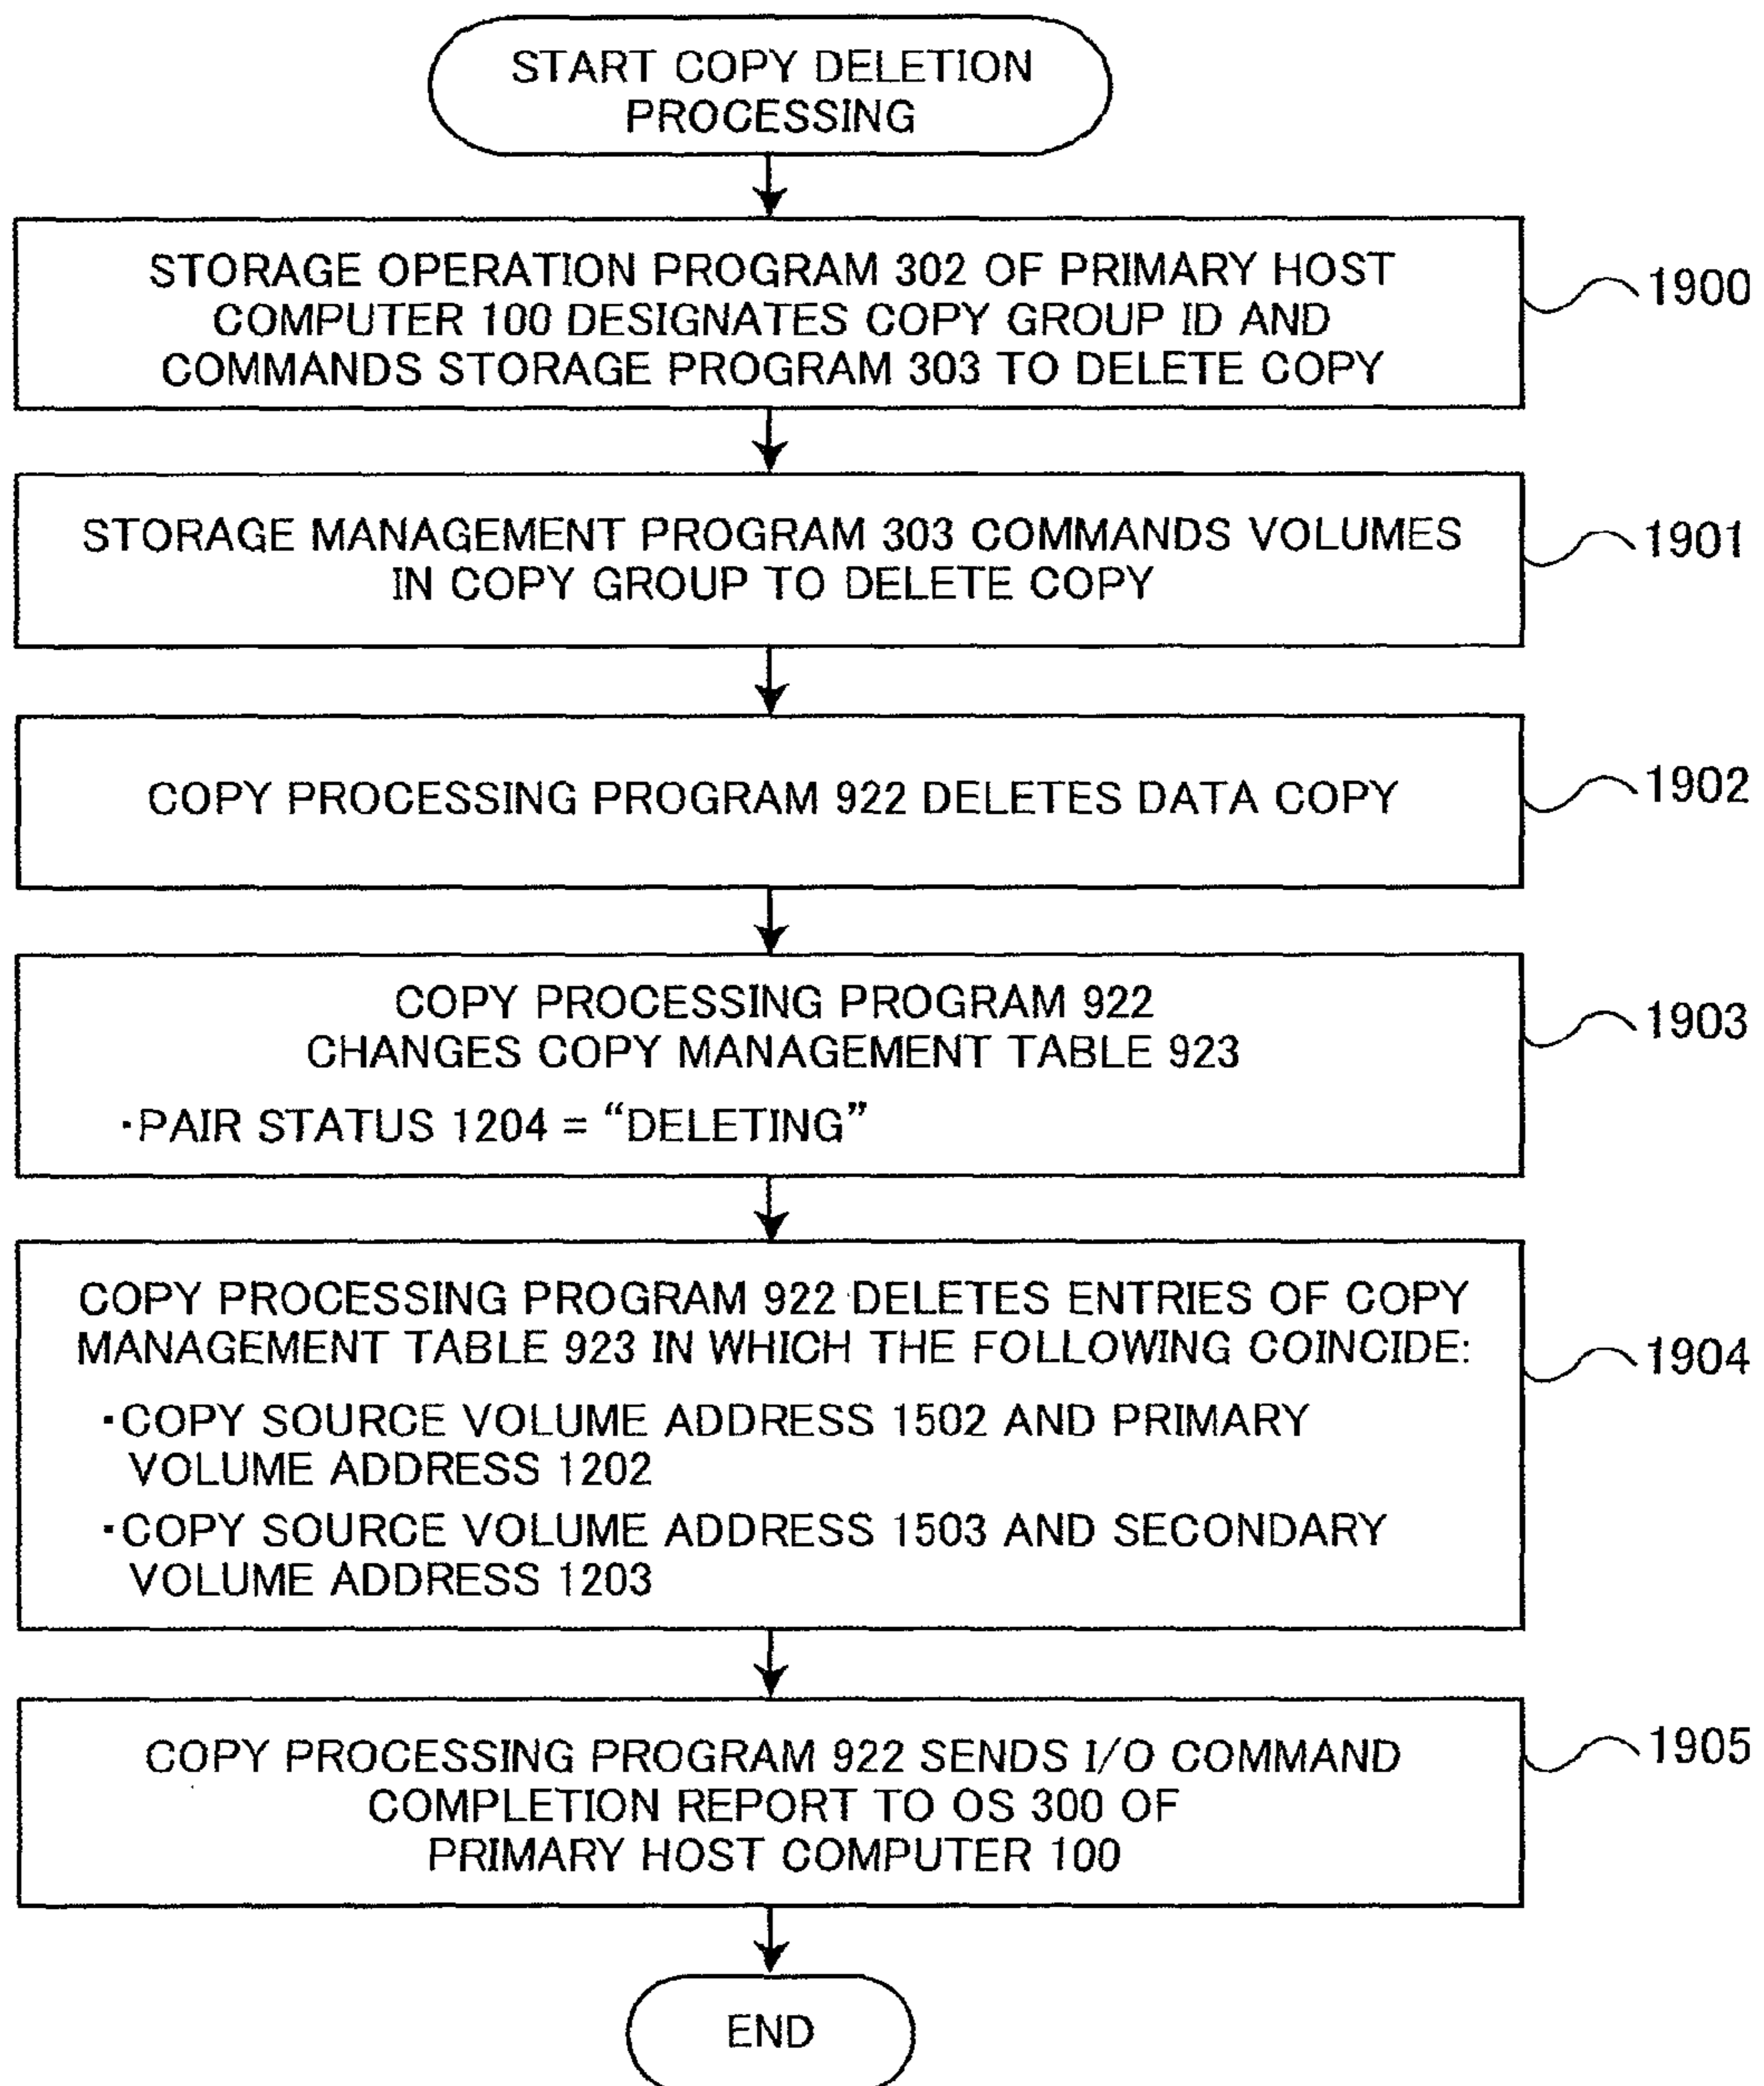 START COPY DELETION
PROCESSING
STORAGE OPERATION PROGRAM 302 OF PRIMARY HOST
COMPUTER 100 DESIGNATES COPY GROUP ID AND
COMMANDS STORAGE PROGRAM 303 TO DELETE COPY
1900
STORAGE MANAGEMENT PROGRAM 303 COMMANDS VOLUMES
IN COPY GROUP TO DELETE COPY
1901
COPY PROCESSING PROGRAM 922 DELETES DATA COPY
1902
COPY PROCESSING PROGRAM 922
CHANGES COPY MANAGEMENT TABLE 923
・PAIR STATUS 1204 = “DELETING”
1903
COPY PROCESSING PROGRAM 922 DELETES ENTRIES OF COPY
MANAGEMENT TABLE 923 IN WHICH THE FOLLOWING COINCIDE:
・COPY SOURCE VOLUME ADDRESS 1502 AND PRIMARY
VOLUME ADDRESS 1202
・COPY SOURCE VOLUME ADDRESS 1503 AND SECONDARY
VOLUME ADDRESS 1203
1904
COPY PROCESSING PROGRAM 922 SENDS I/O COMMAND
COMPLETION REPORT TO OS 300 OF
PRIMARY HOST COMPUTER 100
1905
END